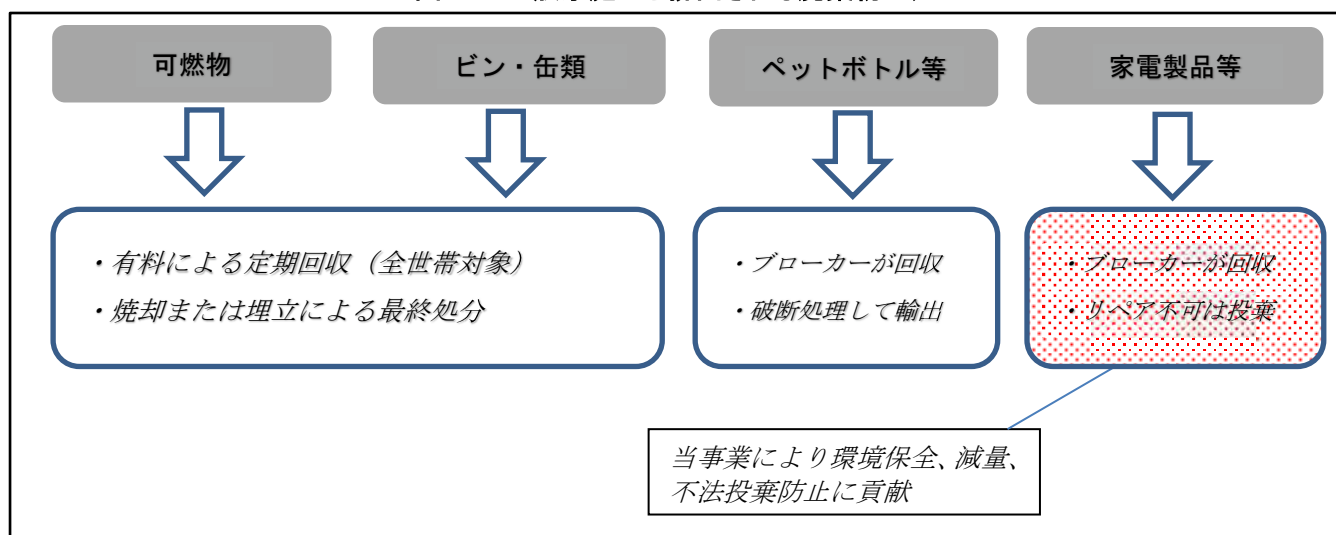 可燃物
ビン・缶類
ペットボトル等
家電製品等
・有料による定期回収（全世帯対象）
・焼却または埋立による最終処分
・ブローカーが回収
・破断処理して輸出
・ブローカーが回収
・リペア不可は投棄
当事業により環境保全、減量、
不法投棄防止に貢献